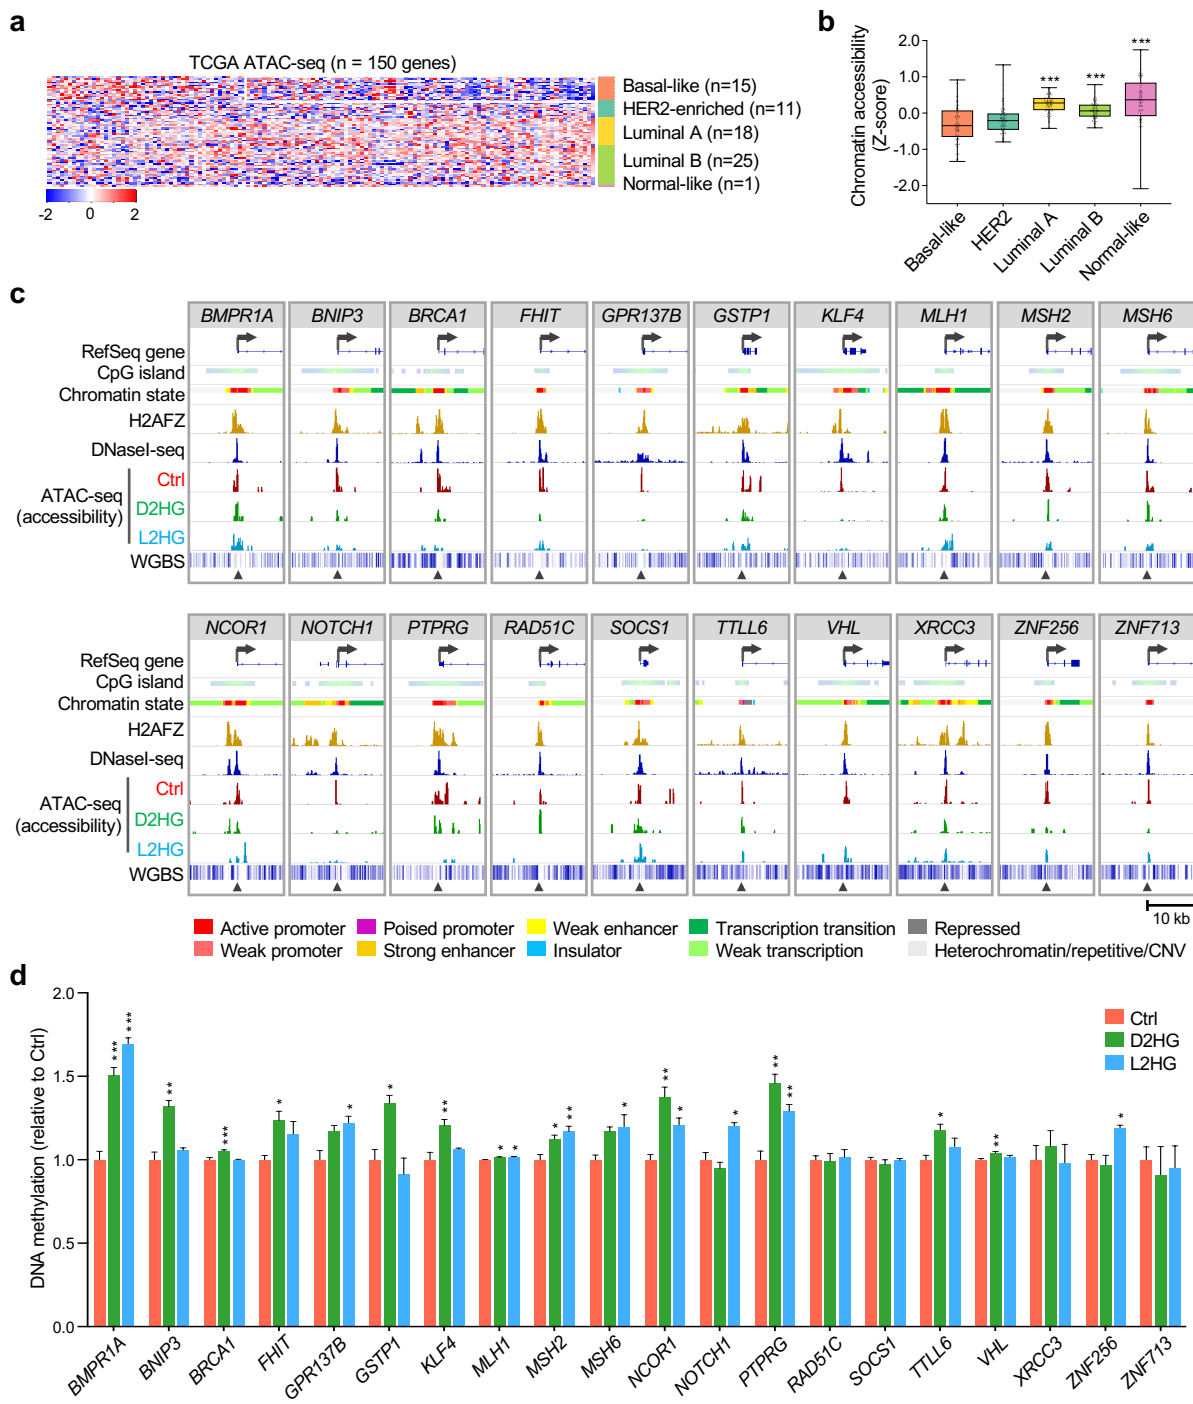 a
TCGA ATAC-seq (n = 150 genes)
Basal-like (n=15)
HER2-enriched (n=11)
Luminal A (n=18)
Luminal B (n=25)
Normal-like (n=1)
-2 0 2
b
Chromatin accessibility
(Z-score)
2.0
1.0
0.0
-1.0
-2.0
*** *** ***
Basal-like HER2 Luminal A Luminal B Normal-like
c
BMPR1A BNIP3 BRCA1 FHIT GPR137B GSTP1 KLF4 MLH1 MSH2 MSH6
RefSeq gene
CpG island
Chromatin state
H2AFZ
DNaseI-seq
ATAC-seq
(accessibility)
Ctrl
D2HG
L2HG
WGBS
NCOR1 NOTCH1 PTPRG RAD51C SOCS1 TTLL6 VHL XRCC3 ZNF256 ZNF713
RefSeq gene
CpG island
Chromatin state
H2AFZ
DNaseI-seq
ATAC-seq
(accessibility)
Ctrl
D2HG
L2HG
WGBS
10 kb
Active promoter Poised promoter Weak enhancer Transcription transition Repressed
Weak promoter Strong enhancer Insulator Weak transcription Heterochromatin/repetitive/CNV
d
DNA methylation (relative to Ctrl)
2.0
1.5
1.0
0.5
0.0
*** *** ** *** * * * ** * * * ** * ** * * ** ** * ** *
Ctrl
D2HG
L2HG
BMPR1A BNIP3 BRCA1 FHIT GPR137B GSTP1 KLF4 MLH1 MSH2 MSH6 NCOR1 NOTCH1 PTPRG RAD51C SOCS1 TTLL6 VHL XRCC3 ZNF256 ZNF713